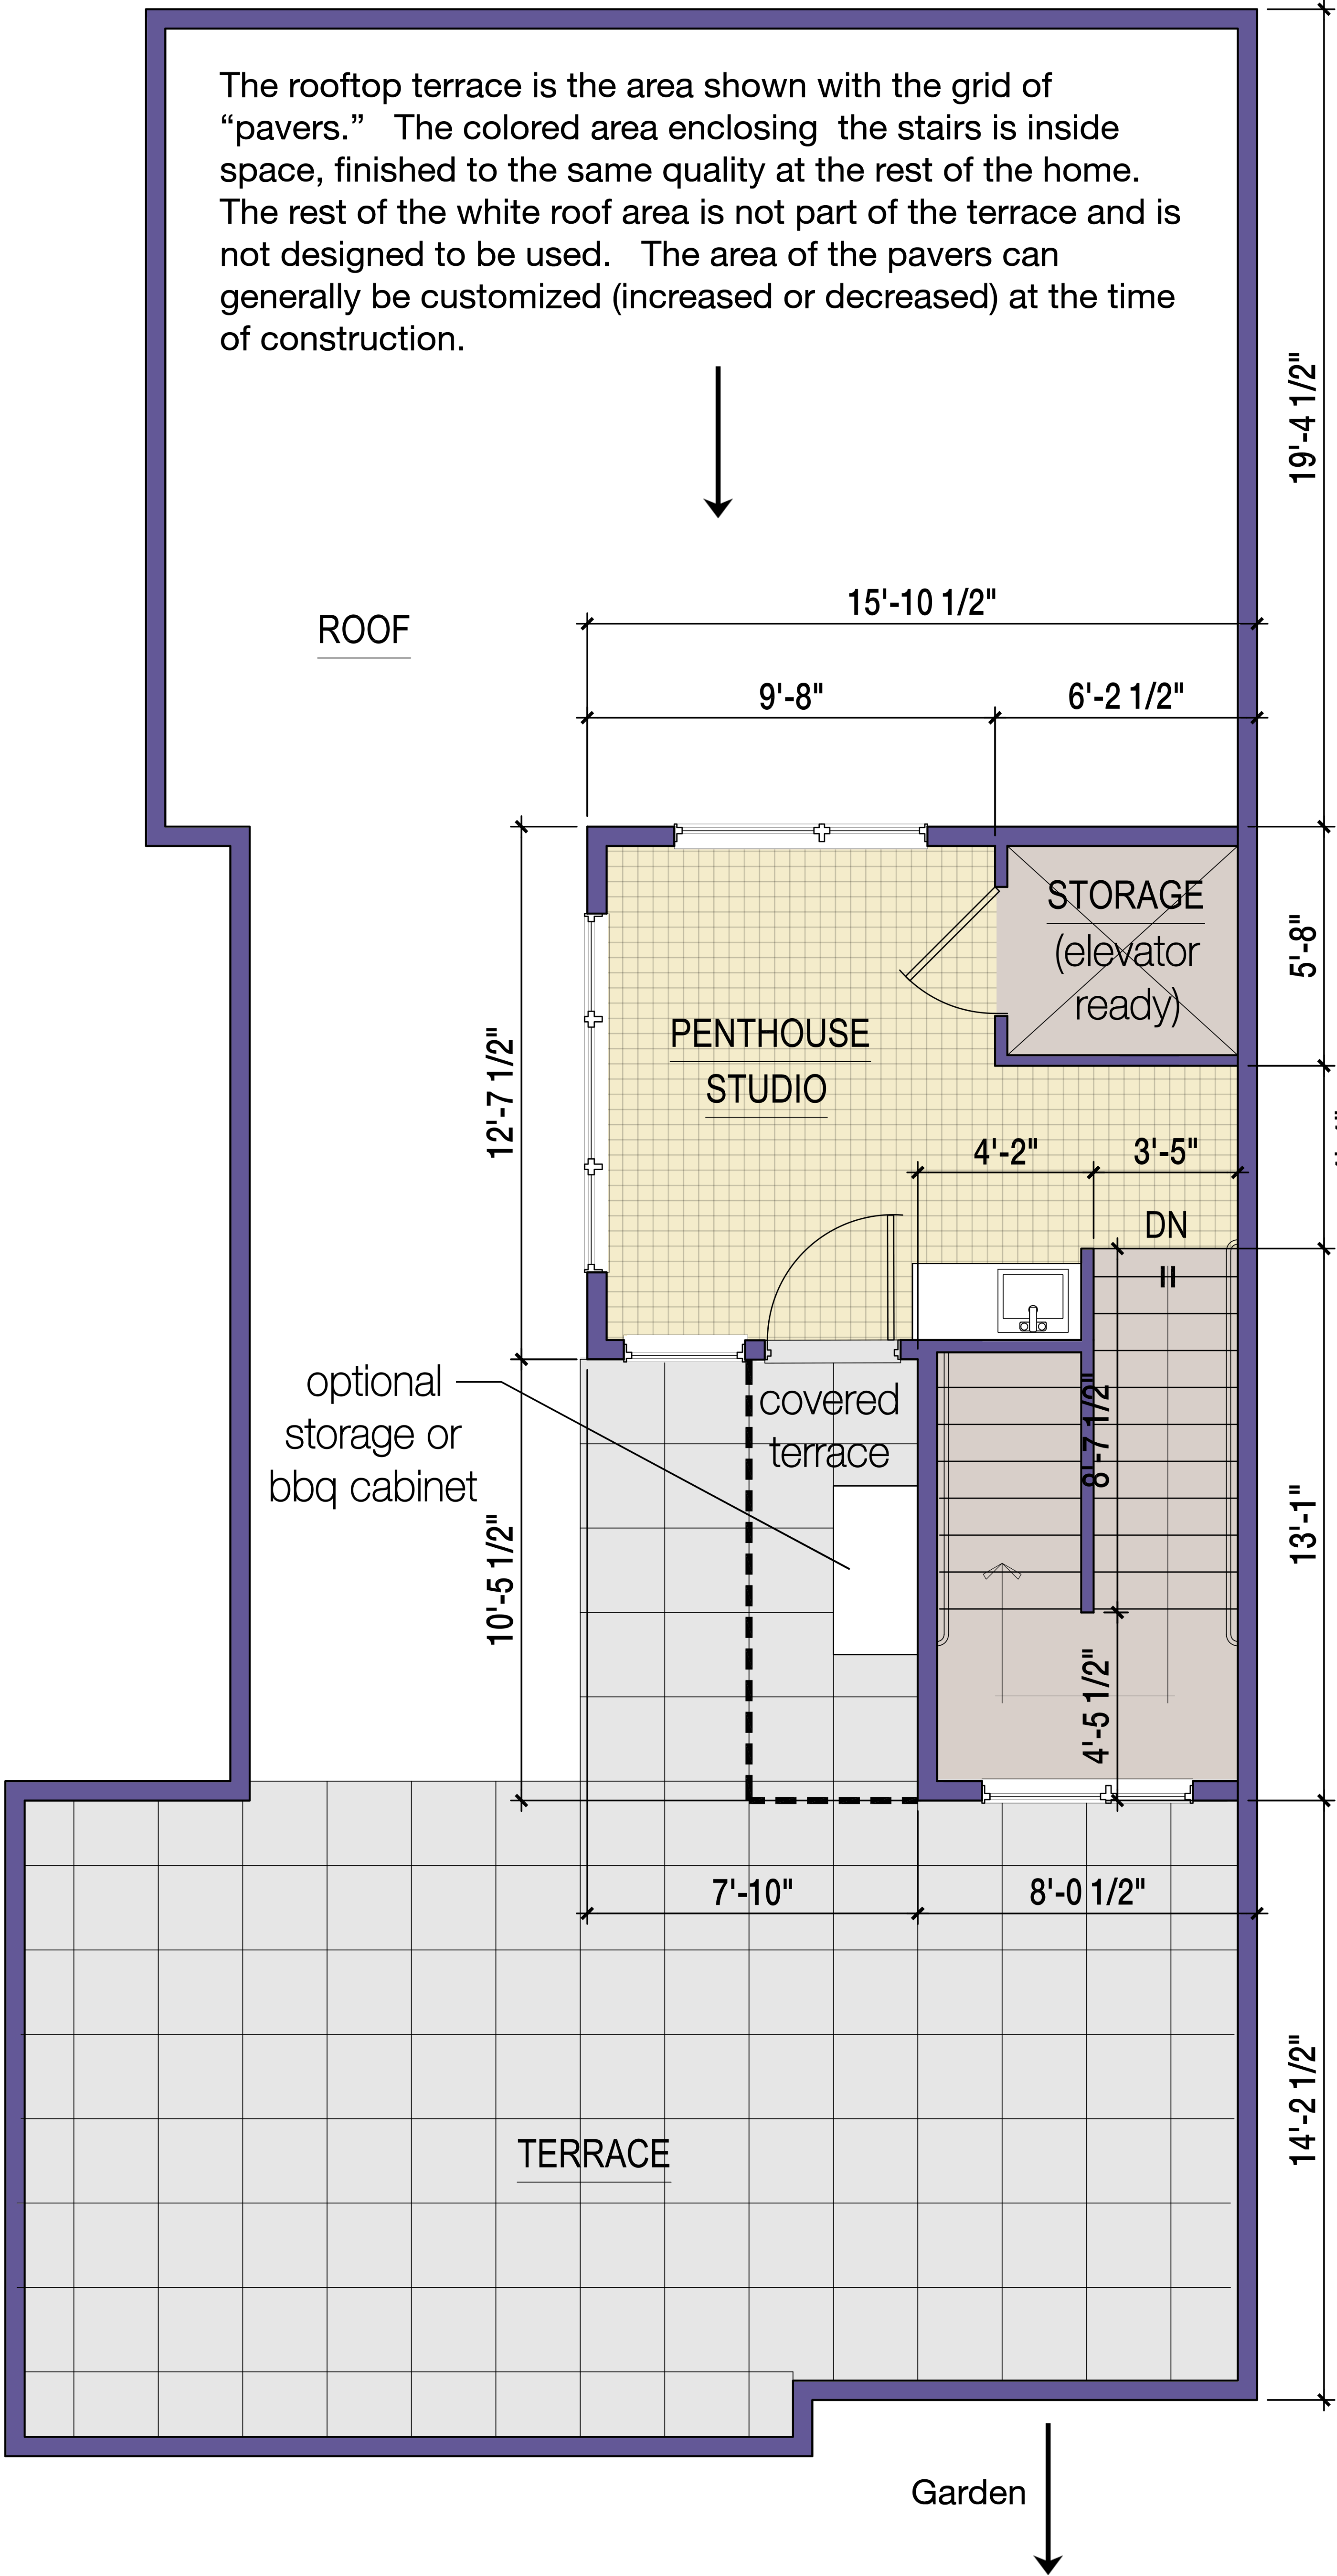 The rooftop terrace is the area shown with the grid of
“pavers.” The colored area enclosing the stairs is inside
space, finished to the same quality at the rest of the home.
The rest of the white roof area is not part of the terrace and is
not designed to be used. The area of the pavers can
generally be customized (increased or decreased) at the time
of construction.
19'-4 1/2"
ROOF
15'-10 1/2"
9'-8"
6'-2 1/2"
STORAGE
(elevator
ready)
5'-8"
PENTHOUSE
STUDIO
12'-7 1/2"
4'-2"
3'-5"
DN
optional
storage or
bbq cabinet
covered
terrace
8'-7 1/2"
10'-5 1/2"
13'-1"
4'-5 1/2"
7'-10"
8'-0 1/2"
14'-2 1/2"
TERRACE
Garden